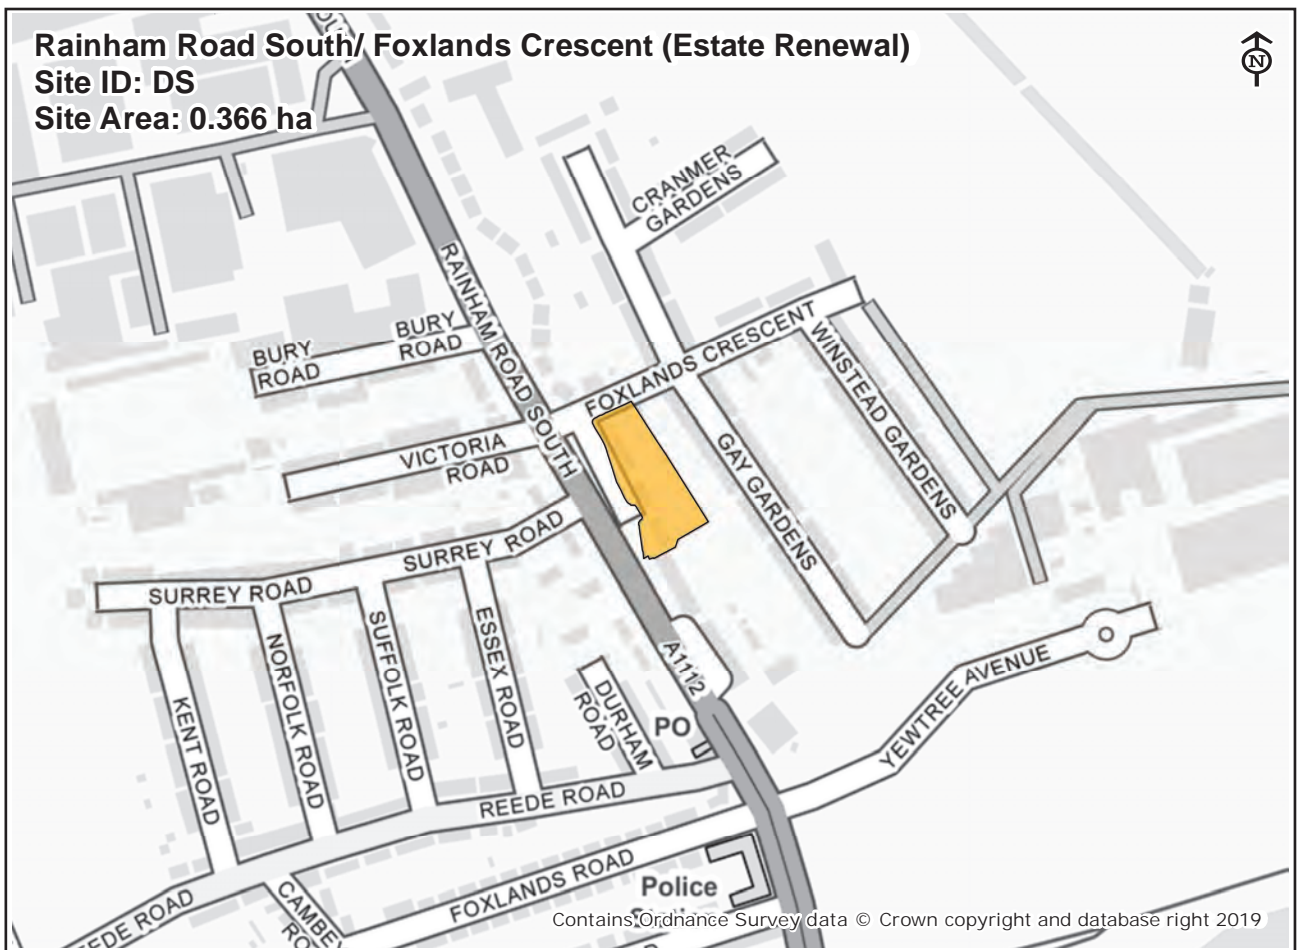 Rainham Road South/ Foxlands Crescent (Estate Renewal)
Site ID: DS
Site Area: 0.366 ha
N
CRANMER
GARDENS
RAINHAM ROAD SOUTH
BURY
ROAD
BURY
ROAD
FOXLANDS CRESCENT
WINSTEAD GARDENS
VICTORIA
ROAD
GAY GARDENS
SURREY ROAD
SURREY ROAD
KENT ROAD
NORFOLK ROAD
SUFFOLK ROAD
ESSEX ROAD
DURHAM
ROAD
A1112
PO
YEWTREE AVENUE
REEDE ROAD
FOXLANDS ROAD
Police
EEDE ROAD
Contains Ordnance Survey data © Crown copyright and database right 2019